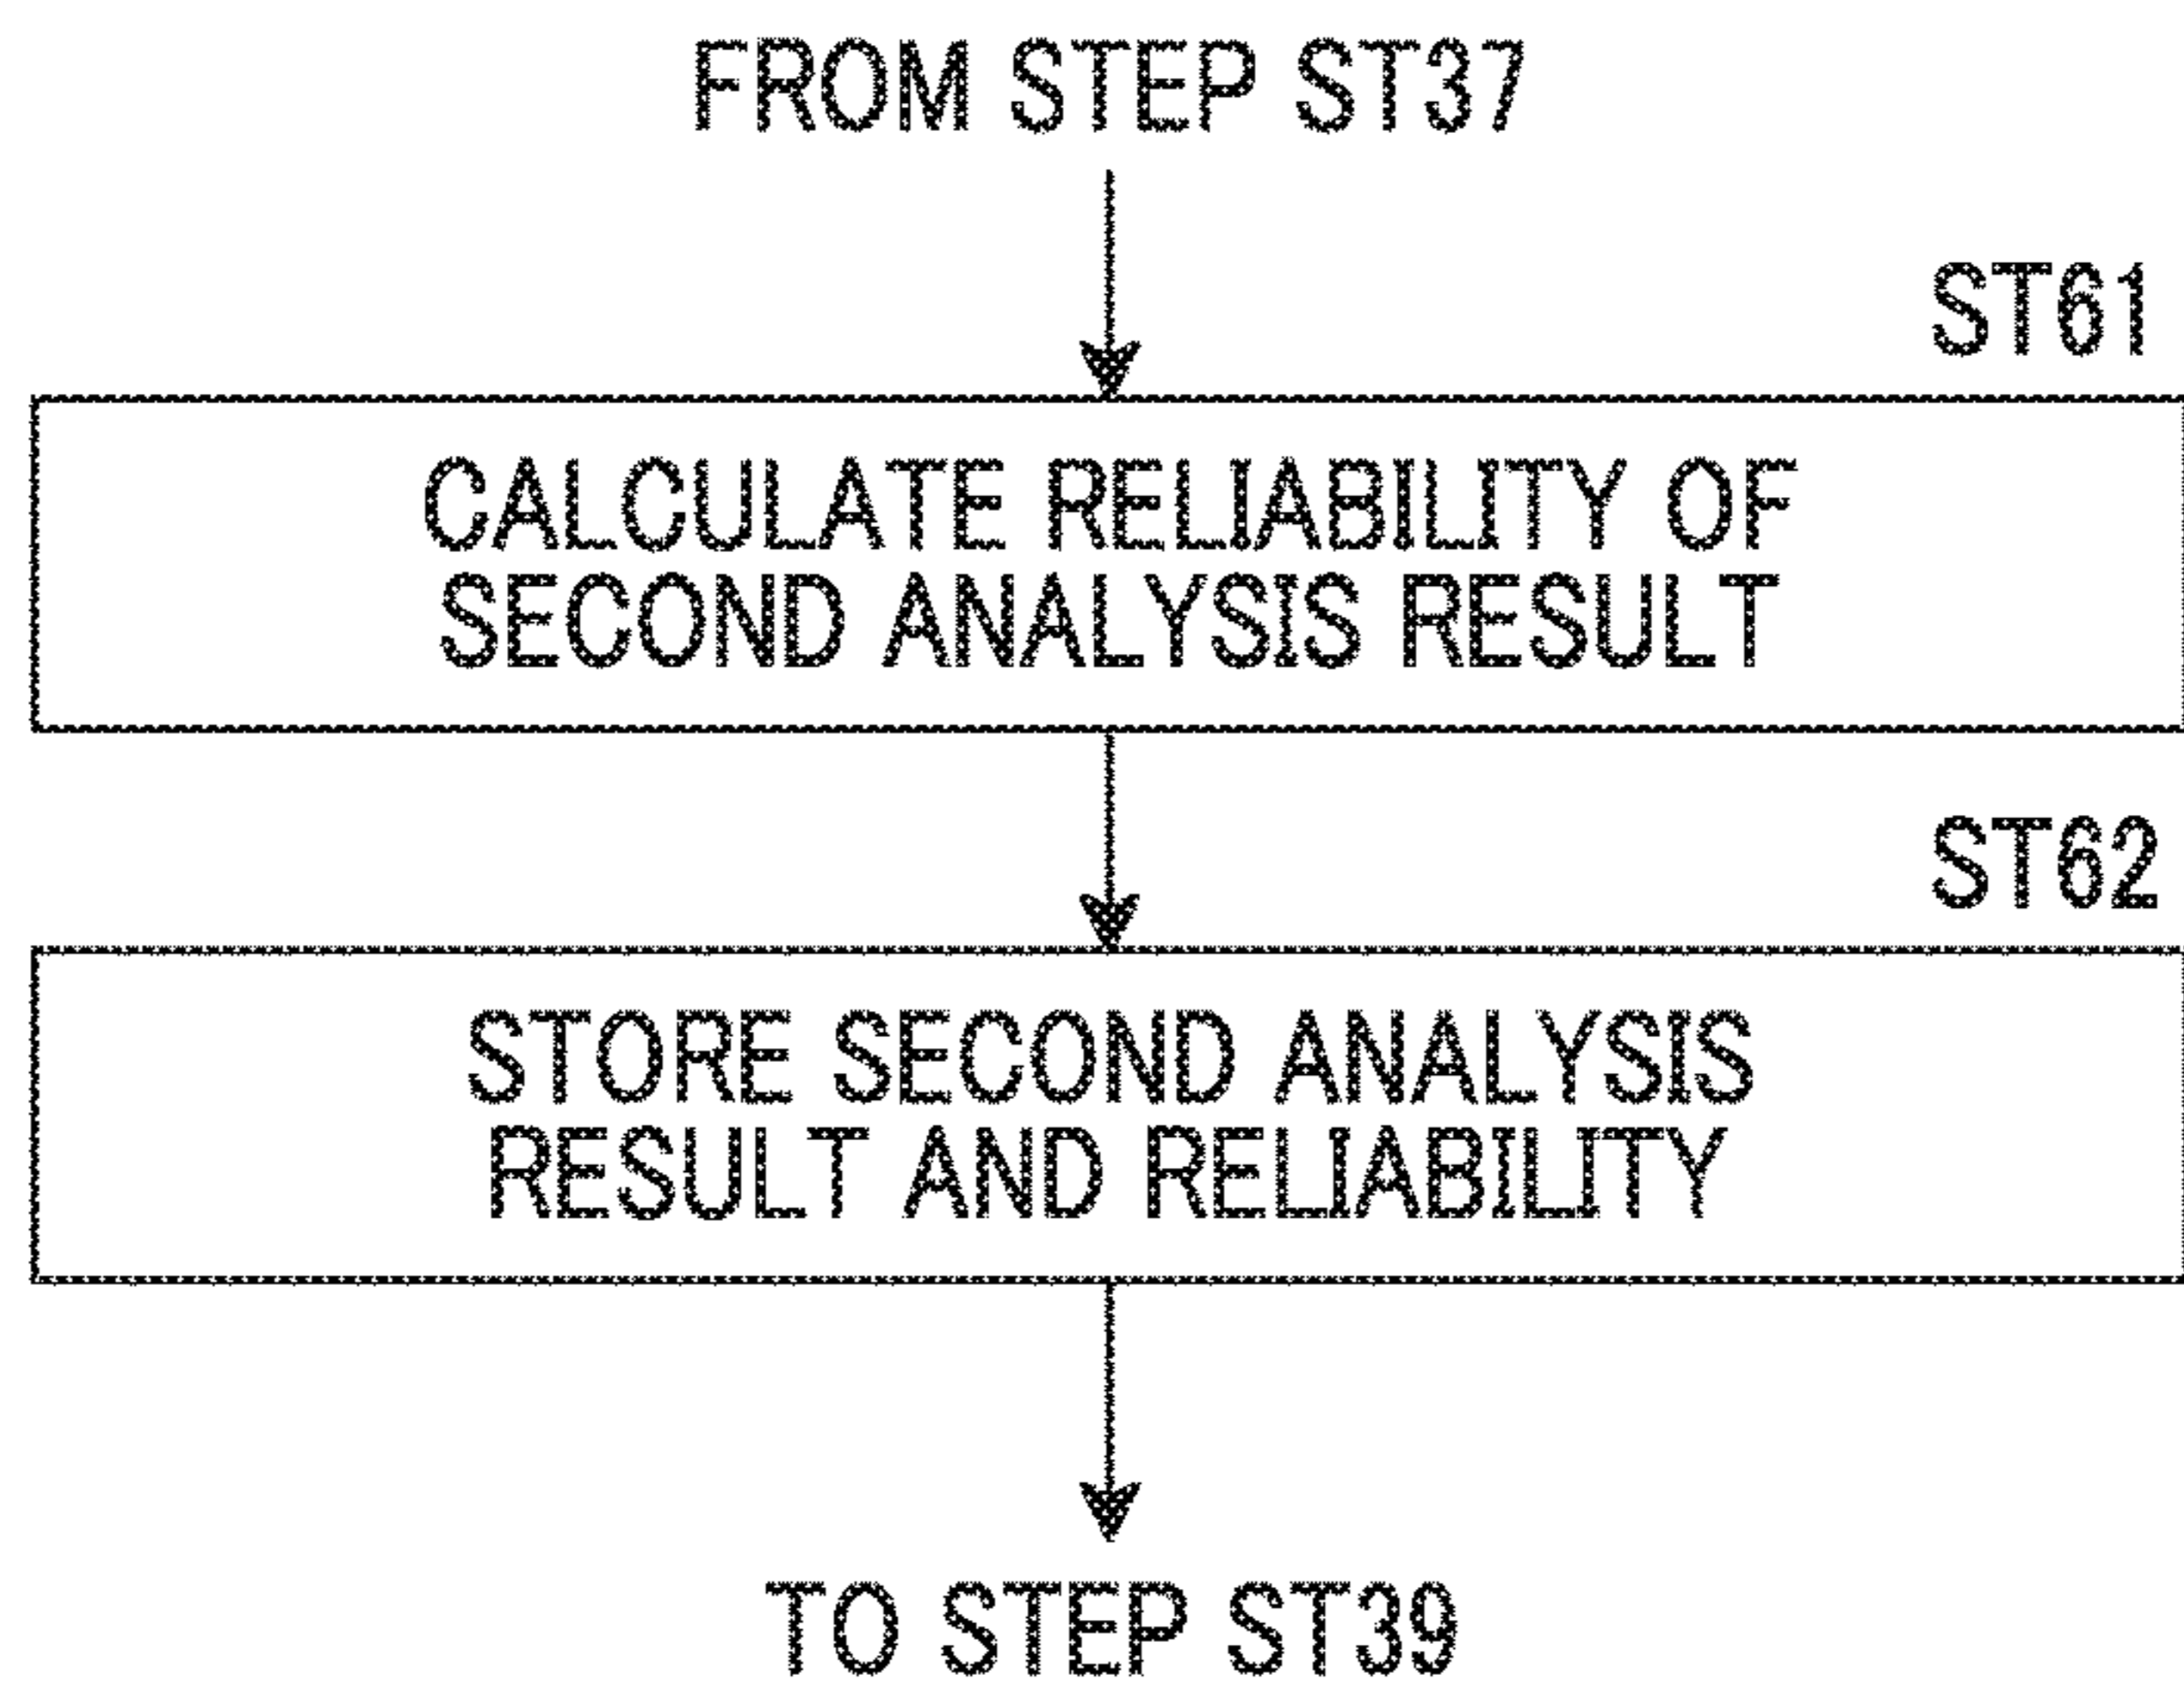 FROM STEP ST37
ST61
CALCULATE RELIABILITY OF
SECOND ANALYSIS RESULT
ST62
STORE SECOND ANALYSIS
RESULT AND RELIABILITY
TO STEP ST39